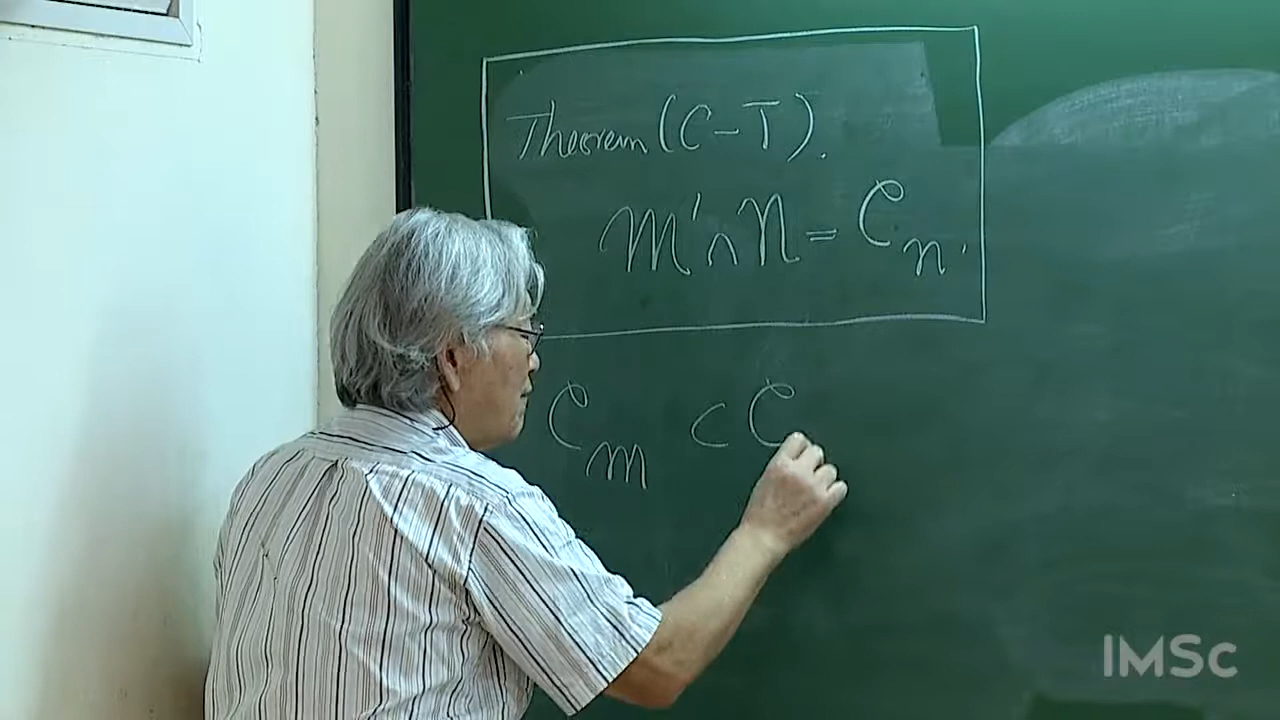 Theorem (C-T).
m' ∩ n = C_n.
C_m ⊂ C
IMSc